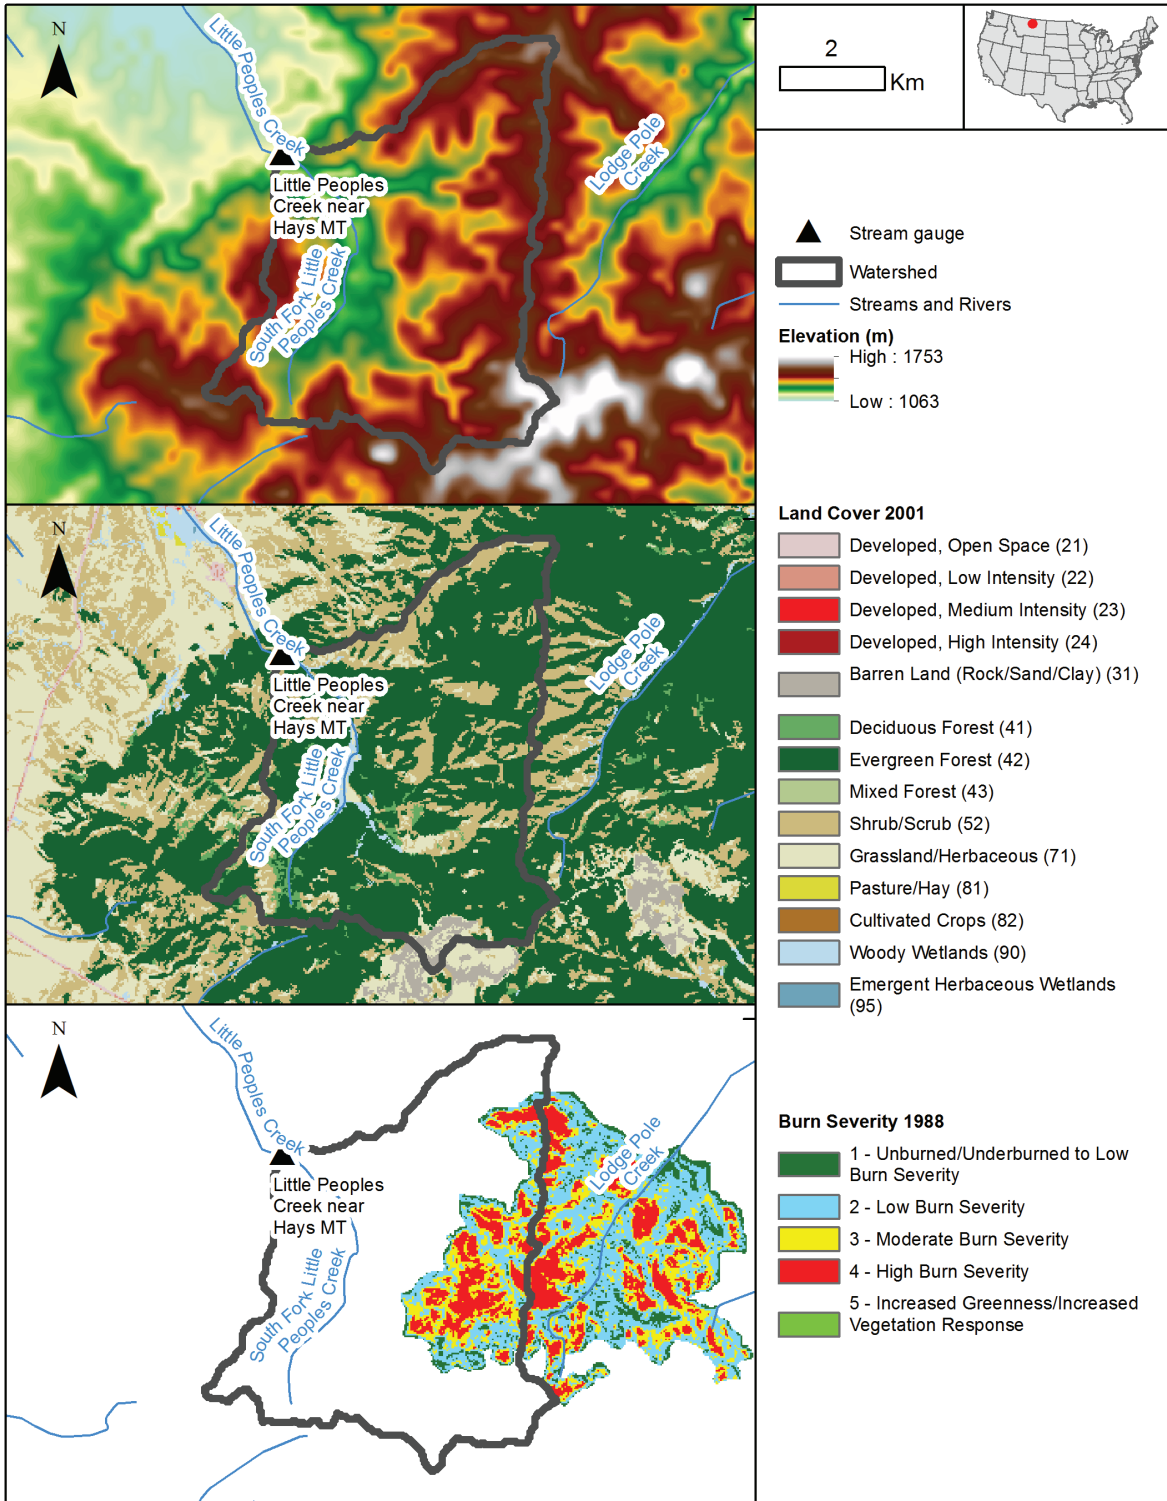 N
Little Peoples Creek
Little Peoples
Creek near
Hays MT
South Fork Little
Peoples Creek
Lodge Pole
Creek
N
Little Peoples Creek
Little Peoples
Creek near
Hays MT
South Fork Little
Peoples Creek
Lodge Pole
Creek
N
Little Peoples Creek
Little Peoples
Creek near
Hays MT
South Fork Little
Peoples Creek
Lodge Pole
Creek
2
Km
Stream gauge
Watershed
Streams and Rivers
Elevation (m)
High : 1753
Low : 1063
Land Cover 2001
Developed, Open Space (21)
Developed, Low Intensity (22)
Developed, Medium Intensity (23)
Developed, High Intensity (24)
Barren Land (Rock/Sand/Clay) (31)
Deciduous Forest (41)
Evergreen Forest (42)
Mixed Forest (43)
Shrub/Scrub (52)
Grassland/Herbaceous (71)
Pasture/Hay (81)
Cultivated Crops (82)
Woody Wetlands (90)
Emergent Herbaceous Wetlands
(95)
Burn Severity 1988
1 - Unburned/Underburned to Low
Burn Severity
2 - Low Burn Severity
3 - Moderate Burn Severity
4 - High Burn Severity
5 - Increased Greenness/Increased
Vegetation Response